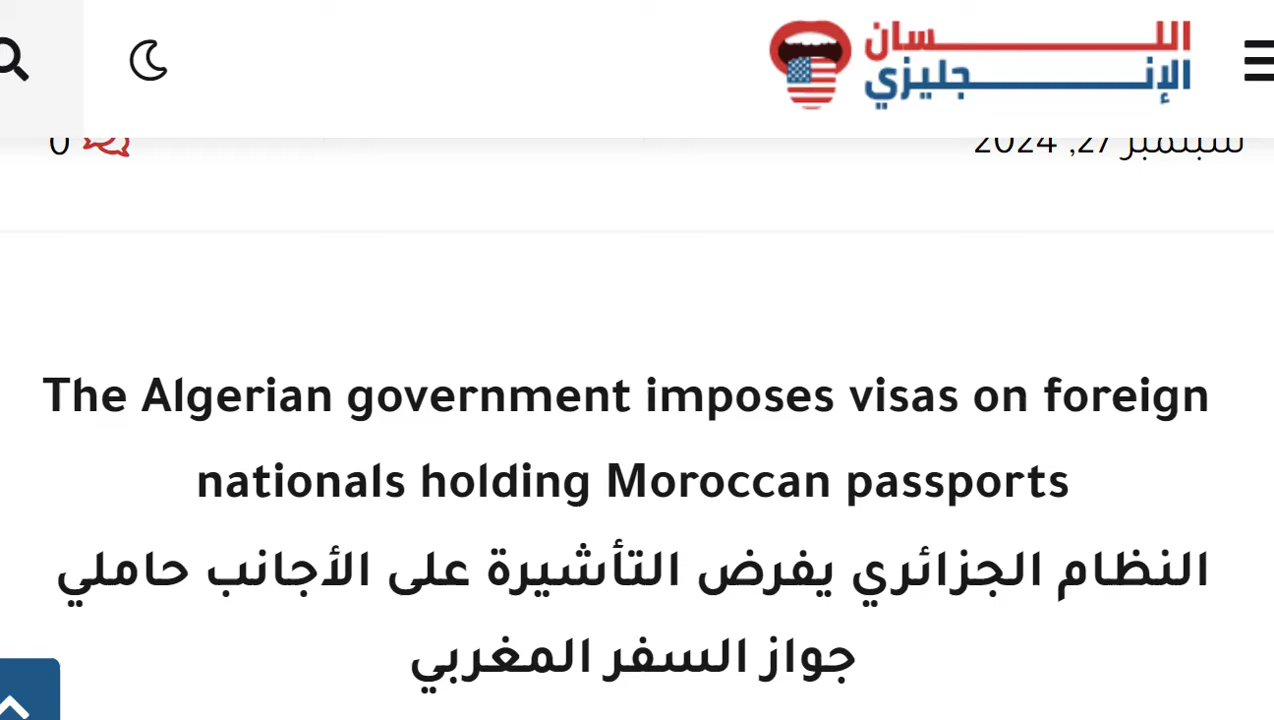 اللسان
الإنجليزي
سبتمبر 27, 2024
0
The Algerian government imposes visas on foreign
nationals holding Moroccan passports
النظام الجزائري يفرض التأشيرة على الأجانب حاملي
جواز السفر المغربي